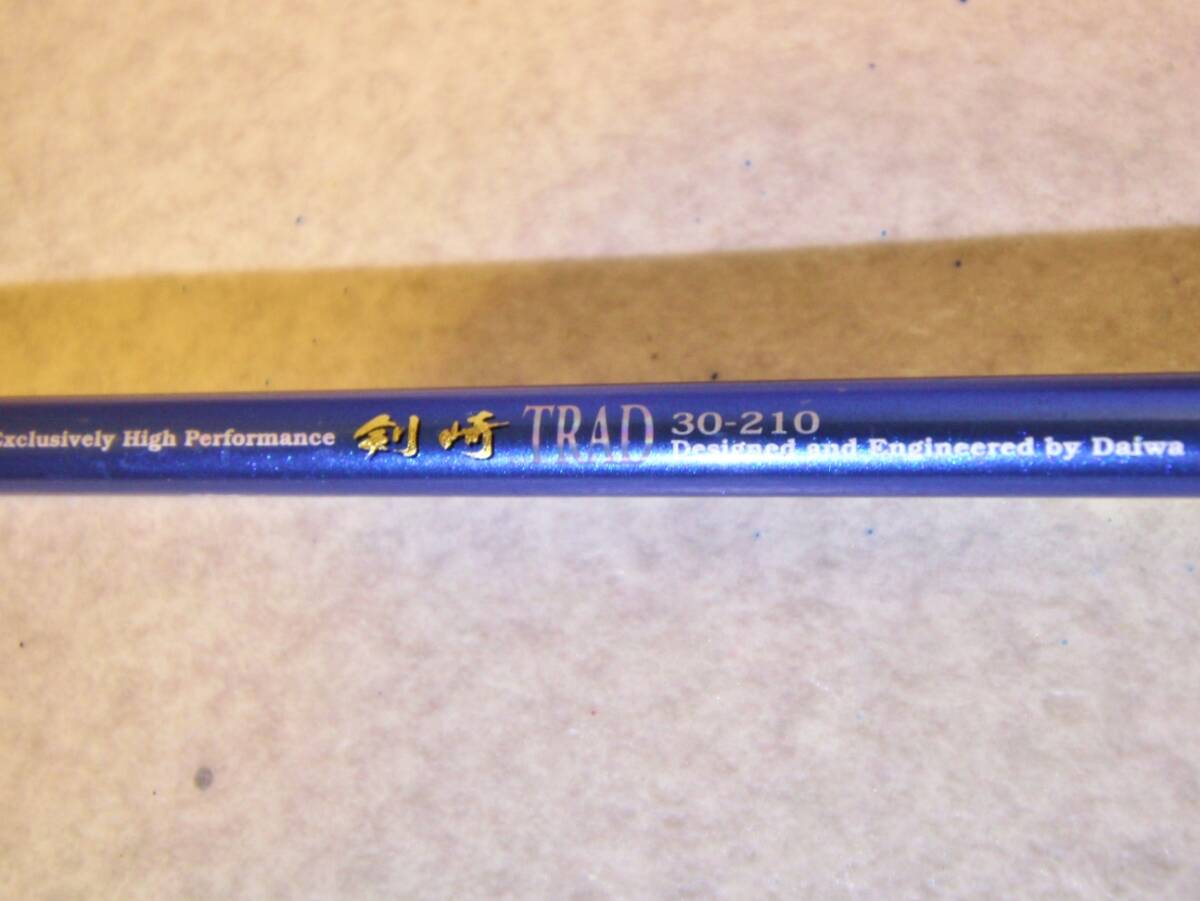 Exclusively High Performance 剣崎 TRAD 30-210
Designed and Engineered by Daiwa